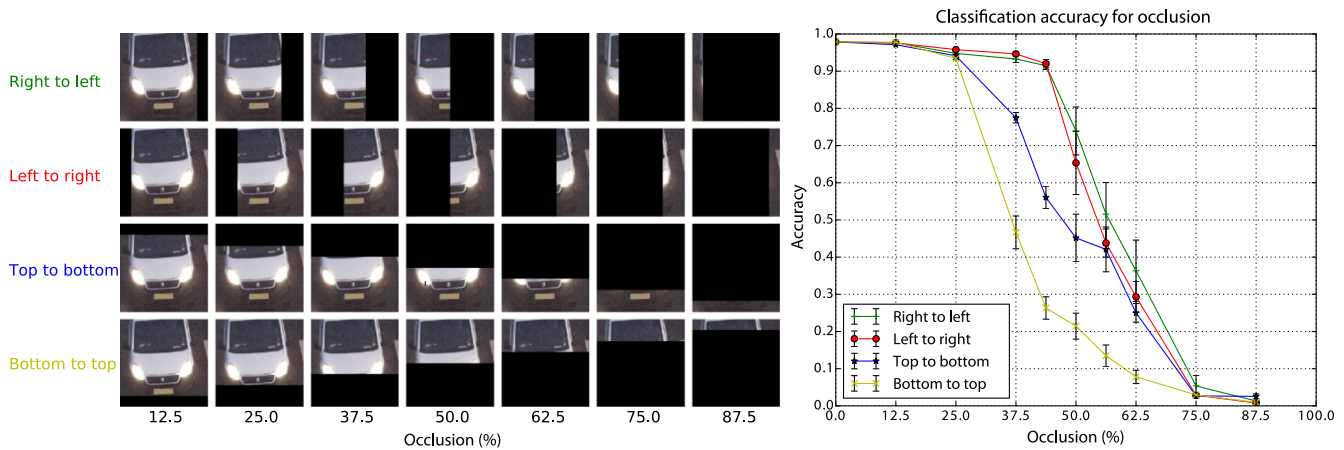 Right to left
Left to right
Top to bottom
Bottom to top
12.5 25.0 37.5 50.0 62.5 75.0 87.5
Occlusion (%)
Classification accuracy for occlusion
1.0
0.9
0.8
0.7
0.6
0.5
0.4
0.3
0.2
0.1
0.0
Accuracy
Right to left
Left to right
Top to bottom
Bottom to top
0.0 12.5 25.0 37.5 50.0 62.5 75.0 87.5 100.0
Occlusion (%)